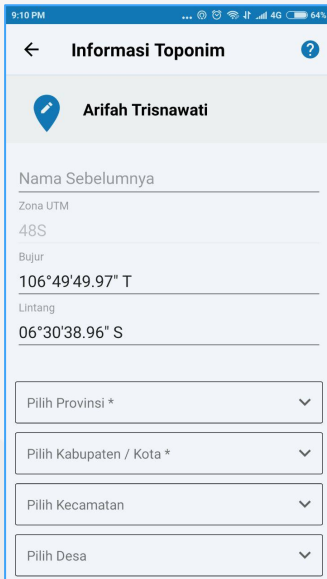 9:10 PM ... 4G 64%
Informasi Toponim ?
Arifah Trisnawati
Nama Sebelumnya
Zona UTM
48S
Bujur
106°49'49.97" T
Lintang
06°30'38.96" S
Pilih Provinsi *
Pilih Kabupaten / Kota *
Pilih Kecamatan
Pilih Desa